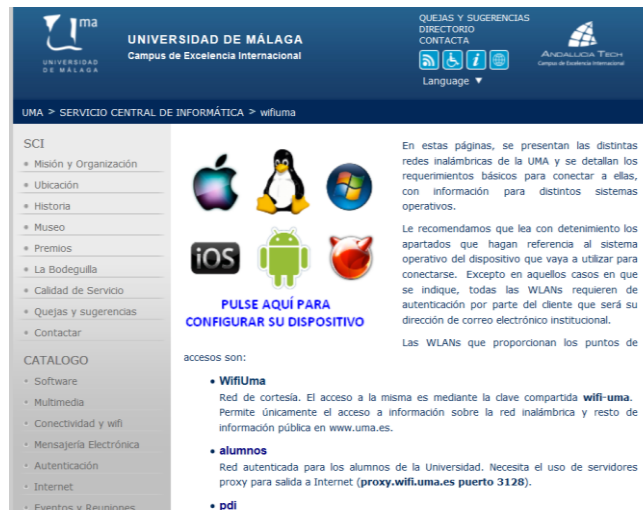 uma
UNIVERSIDAD
DE MÁLAGA
UNIVERSIDAD DE MÁLAGA
Campus de Excelencia Internacional
QUEJAS Y SUGERENCIAS
DIRECTORIO
CONTACTA
Language ▼
ANDALUCÍA TECH
Campus de Excelencia Internacional
UMA > SERVICIO CENTRAL DE INFORMÁTICA > wifiuma
SCI
Misión y Organización
Ubicación
Historia
Museo
Premios
La Bodeguilla
Calidad de Servicio
Quejas y sugerencias
Contactar
CATALOGO
Software
Multimedia
Conectividad y wifi
Mensajería Electrónica
Autenticación
Internet
Eventos y Reuniones
iOS
PULSE AQUÍ PARA
CONFIGURAR SU DISPOSITIVO
En estas páginas, se presentan las distintas
redes inalámbricas de la UMA y se detallan los
requerimientos básicos para conectar a ellas,
con información para distintos sistemas
operativos.
Le recomendamos que lea con detenimiento los
apartados que hagan referencia al sistema
operativo del dispositivo que vaya a utilizar para
conectarse. Excepto en aquellos casos en que
se indique, todas las WLANs requieren de
autenticación por parte del cliente que será su
dirección de correo electrónico institucional.
Las WLANs que proporcionan los puntos de
accesos son:
• WifiUma
Red de cortesía. El acceso a la misma es mediante la clave compartida wifi-uma.
Permite únicamente el acceso a información sobre la red inalámbrica y resto de
información pública en www.uma.es.
• alumnos
Red autenticada para los alumnos de la Universidad. Necesita el uso de servidores
proxy para salida a Internet (proxy.wifi.uma.es puerto 3128).
• pdi